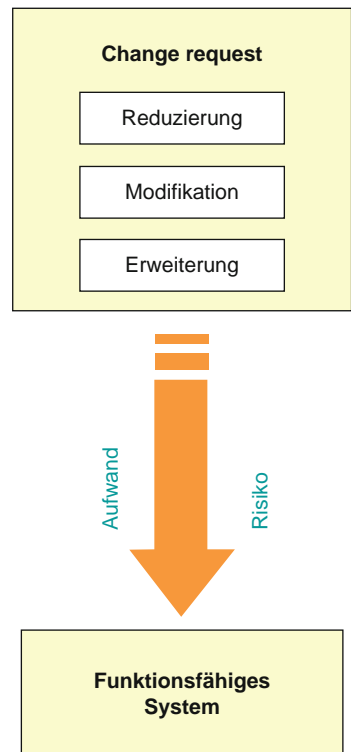 Change request
Reduzierung
Modifikation
Erweiterung
Aufwand
Risiko
Funktionsfähiges
System